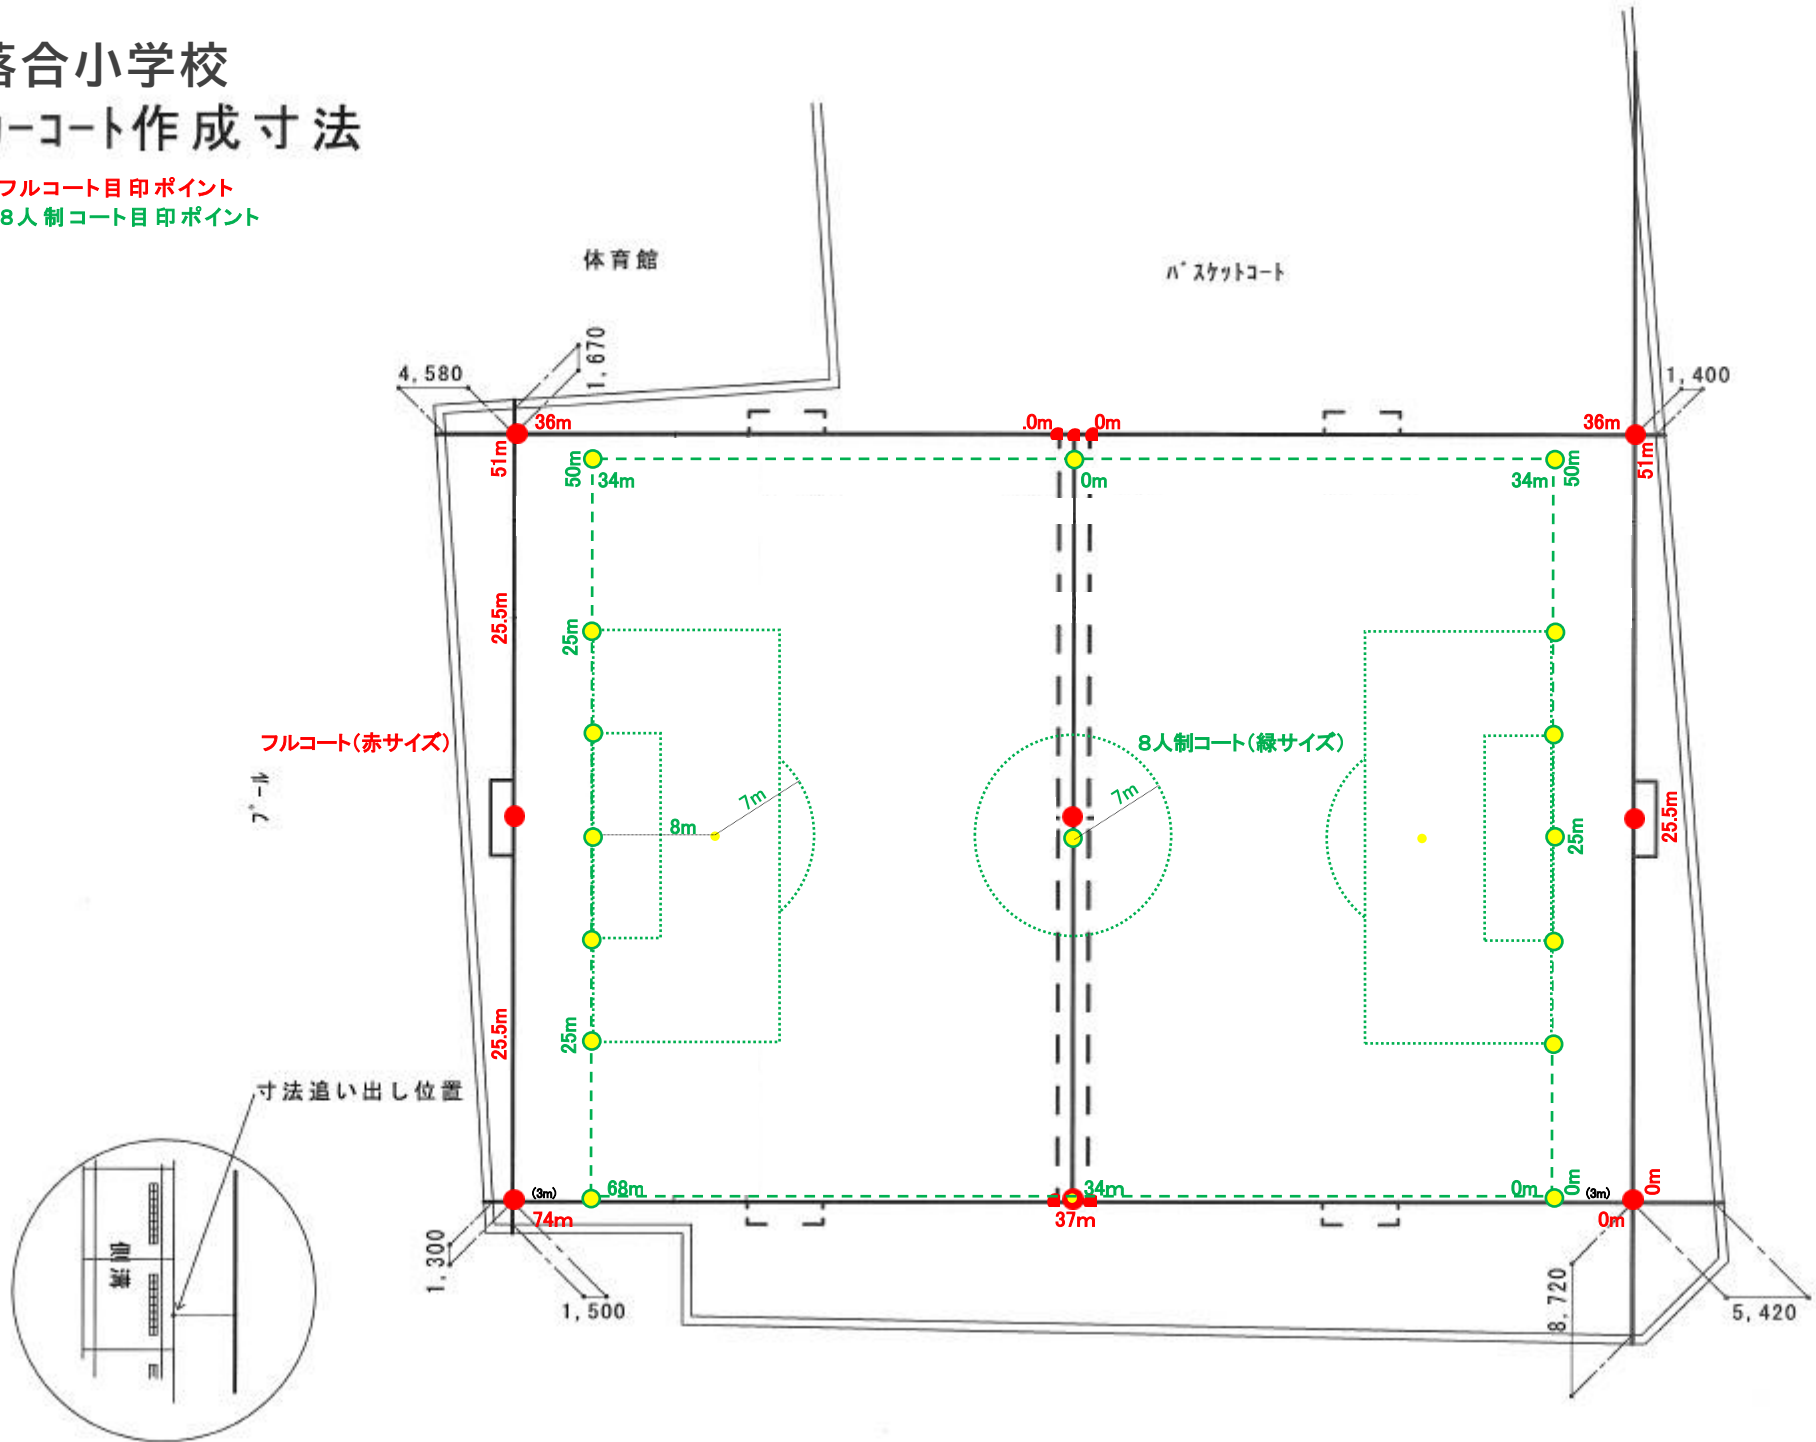 落合小学校
ーコート作成寸法
フルコート目印ポイント
8人制コート目印ポイント
体育館
バスケットコート
1,670
4,580
1,400
36m
.0m
0m
36m
51m
51m
50m
34m
0m
34m
50m
25.5m
25m
フルコート(赤サイズ)
8人制コート(緑サイズ)
プール
7m
7m
8m
25.5m
25m
25.5m
25m
寸法追い出し位置
(3m)
68m
34m
0m
0m
(3m)
0m
74m
37m
0m
側溝
1,300
1,500
8,720
5,420